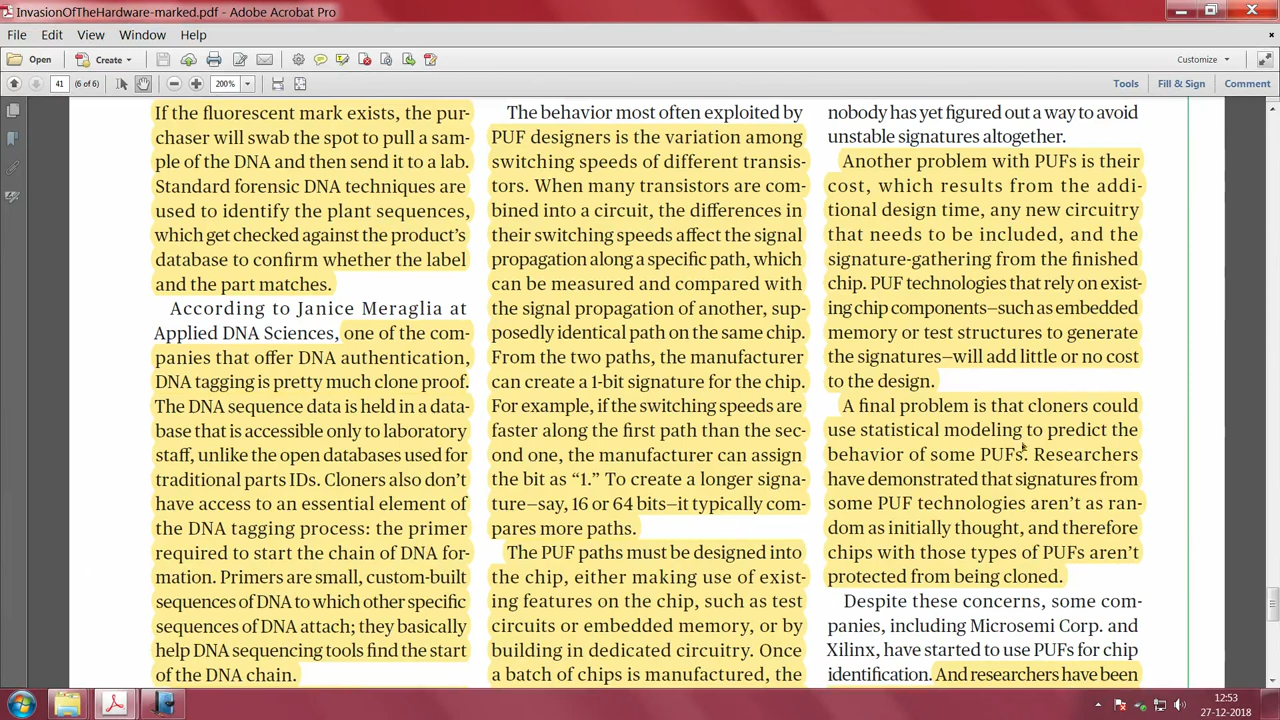 InvasionOfTheHardware-marked.pdf - Adobe Acrobat Pro
File Edit View Window Help
Open Create Customize
41 (6 of 6) 200% Tools Fill & Sign Comment
If the fluorescent mark exists, the pur-
chaser will swab the spot to pull a sam-
ple of the DNA and then send it to a lab.
Standard forensic DNA techniques are
used to identify the plant sequences,
which get checked against the product's
database to confirm whether the label
and the part matches.
According to Janice Meraglia at
Applied DNA Sciences, one of the com-
panies that offer DNA authentication,
DNA tagging is pretty much clone proof.
The DNA sequence data is held in a data-
base that is accessible only to laboratory
staff, unlike the open databases used for
traditional parts IDs. Cloners also don't
have access to an essential element of
the DNA tagging process: the primer
required to start the chain of DNA for-
mation. Primers are small, custom-built
sequences of DNA to which other specific
sequences of DNA attach; they basically
help DNA sequencing tools find the start
of the DNA chain.
The behavior most often exploited by
PUF designers is the variation among
switching speeds of different transis-
tors. When many transistors are com-
bined into a circuit, the differences in
their switching speeds affect the signal
propagation along a specific path, which
can be measured and compared with
the signal propagation of another, sup-
posedly identical path on the same chip.
From the two paths, the manufacturer
can create a 1-bit signature for the chip.
For example, if the switching speeds are
faster along the first path than the sec-
ond one, the manufacturer can assign
the bit as “1.” To create a longer signa-
ture—say, 16 or 64 bits—it typically com-
pares more paths.
The PUF paths must be designed into
the chip, either making use of exist-
ing features on the chip, such as test
circuits or embedded memory, or by
building in dedicated circuitry. Once
a batch of chips is manufactured, the
nobody has yet figured out a way to avoid
unstable signatures altogether.
Another problem with PUFs is their
cost, which results from the addi-
tional design time, any new circuitry
that needs to be included, and the
signature-gathering from the finished
chip. PUF technologies that rely on exist-
ing chip components—such as embedded
memory or test structures to generate
the signatures—will add little or no cost
to the design.
A final problem is that cloners could
use statistical modeling to predict the
behavior of some PUFs. Researchers
have demonstrated that signatures from
some PUF technologies aren't as ran-
dom as initially thought, and therefore
chips with those types of PUFs aren't
protected from being cloned.
Despite these concerns, some com-
panies, including Microsemi Corp. and
Xilinx, have started to use PUFs for chip
identification. And researchers have been
12:53
27-12-2018